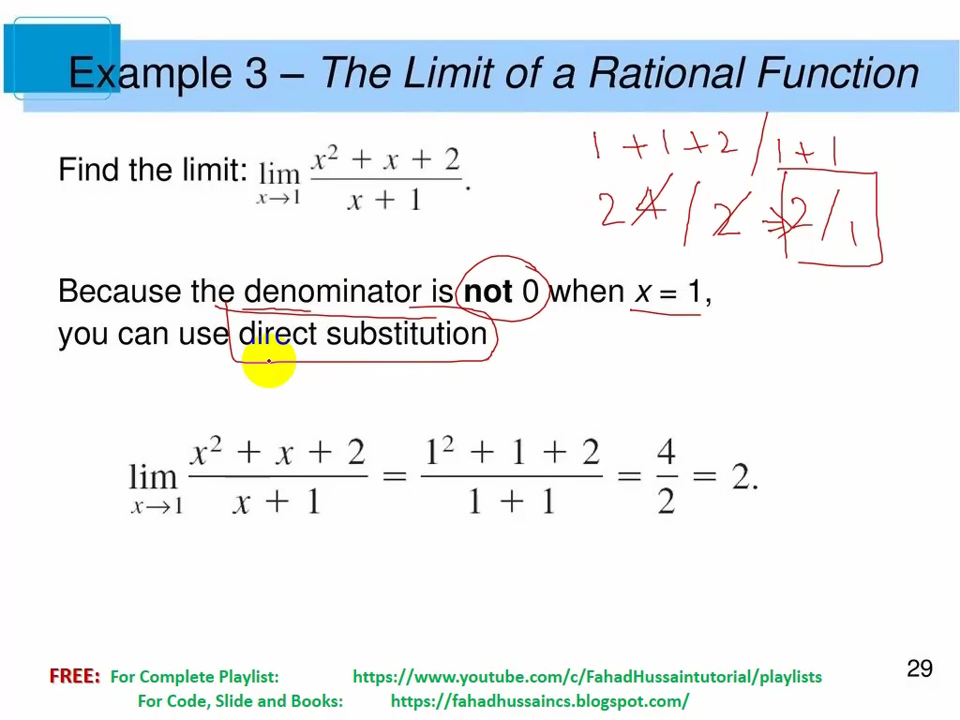 Example 3 – The Limit of a Rational Function
1 + 1 + 2 / 1 + 1
Find the limit: lim x→1 x² + x + 2 / x + 1 .
2 4 / 2 ⇒ 2 / 1
Because the denominator is not 0 when x = 1,
you can use direct substitution
lim x→1 x² + x + 2 / x + 1 = 1² + 1 + 2 / 1 + 1 = 4 / 2 = 2.
FREE: For Complete Playlist: https://www.youtube.com/c/FahadHussaintutorial/playlists
29
For Code, Slide and Books: https://fahadhussaincs.blogspot.com/